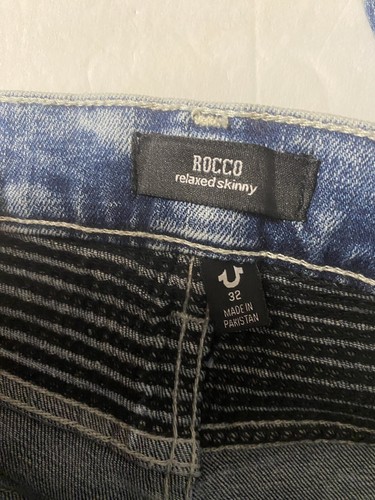 ROCCO
relaxed skinny
32
MADE IN
PAKISTAN